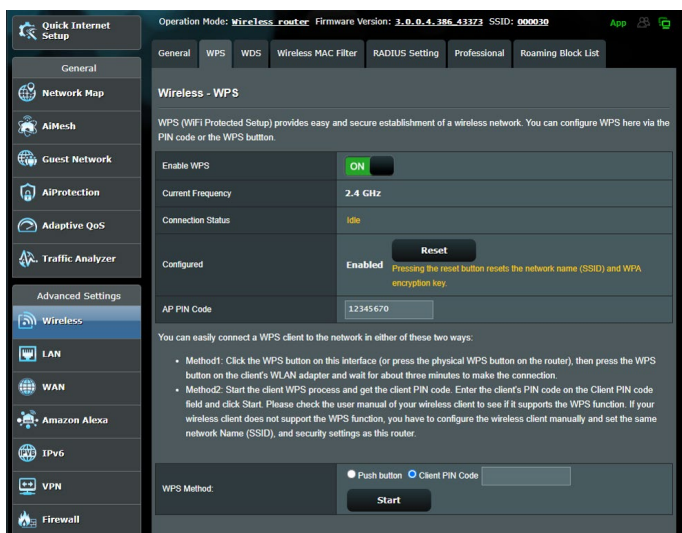 Quick Internet
Setup
Operation Mode: Wireless router Firmware Version: 3.0.0.4.386_43373 SSID: 000030
App
General
WPS
WDS
Wireless MAC Filter
RADIUS Setting
Professional
Roaming Block List
General
Network Map
AiMesh
Guest Network
AiProtection
Adaptive QoS
Traffic Analyzer
Advanced Settings
Wireless
LAN
WAN
Amazon Alexa
IPv6
VPN
Firewall
Wireless - WPS
WPS (WiFi Protected Setup) provides easy and secure establishment of a wireless network. You can configure WPS here via the
PIN code or the WPS buttton.
Enable WPS
ON
Current Frequency
2.4 GHz
Connection Status
Idle
Configured
Enabled
Reset
Pressing the reset button resets the network name (SSID) and WPA
encryption key.
AP PIN Code
12345670
You can easily connect a WPS client to the network in either of these two ways:
• Method1: Click the WPS button on this interface (or press the physical WPS button on the router), then press the WPS
button on the client's WLAN adapter and wait for about three minutes to make the connection.
• Method2: Start the client WPS process and get the client PIN code. Enter the client's PIN code on the Client PIN code
field and click Start. Please check the user manual of your wireless client to see if it supports the WPS function. If your
wireless client does not support the WPS function, you have to configure the wireless client manually and set the same
network Name (SSID), and security settings as this router.
WPS Method:
Push button Client PIN Code
Start